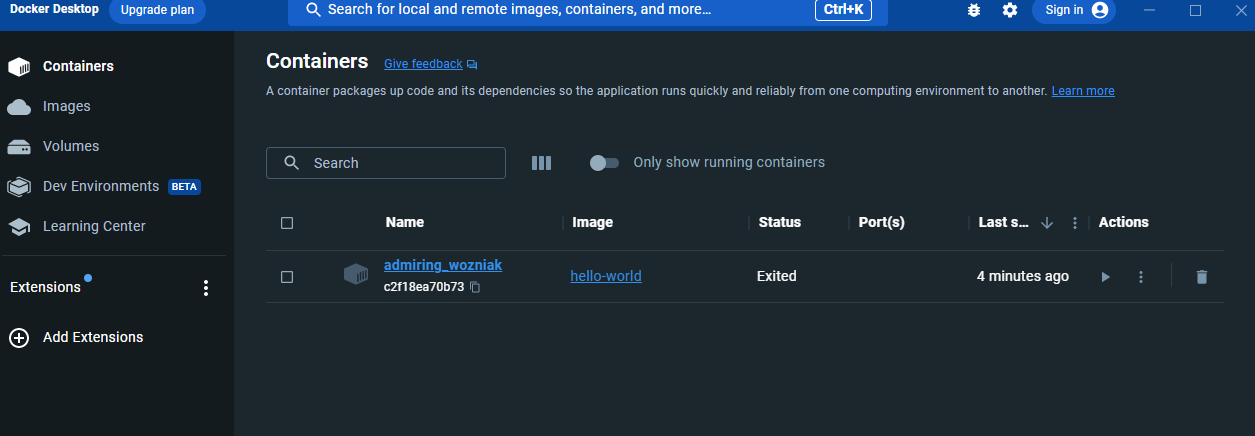 Docker Desktop Upgrade plan Search for local and remote images, containers, and more... Ctrl+K Sign in
Containers
Images
Volumes
Dev Environments BETA
Learning Center
Extensions
Add Extensions
Containers Give feedback
A container packages up code and its dependencies so the application runs quickly and reliably from one computing environment to another. Learn more
Search Only show running containers
Name Image Status Port(s) Last s... Actions
admiring_wozniak hello-world Exited 4 minutes ago
c2f18ea70b73